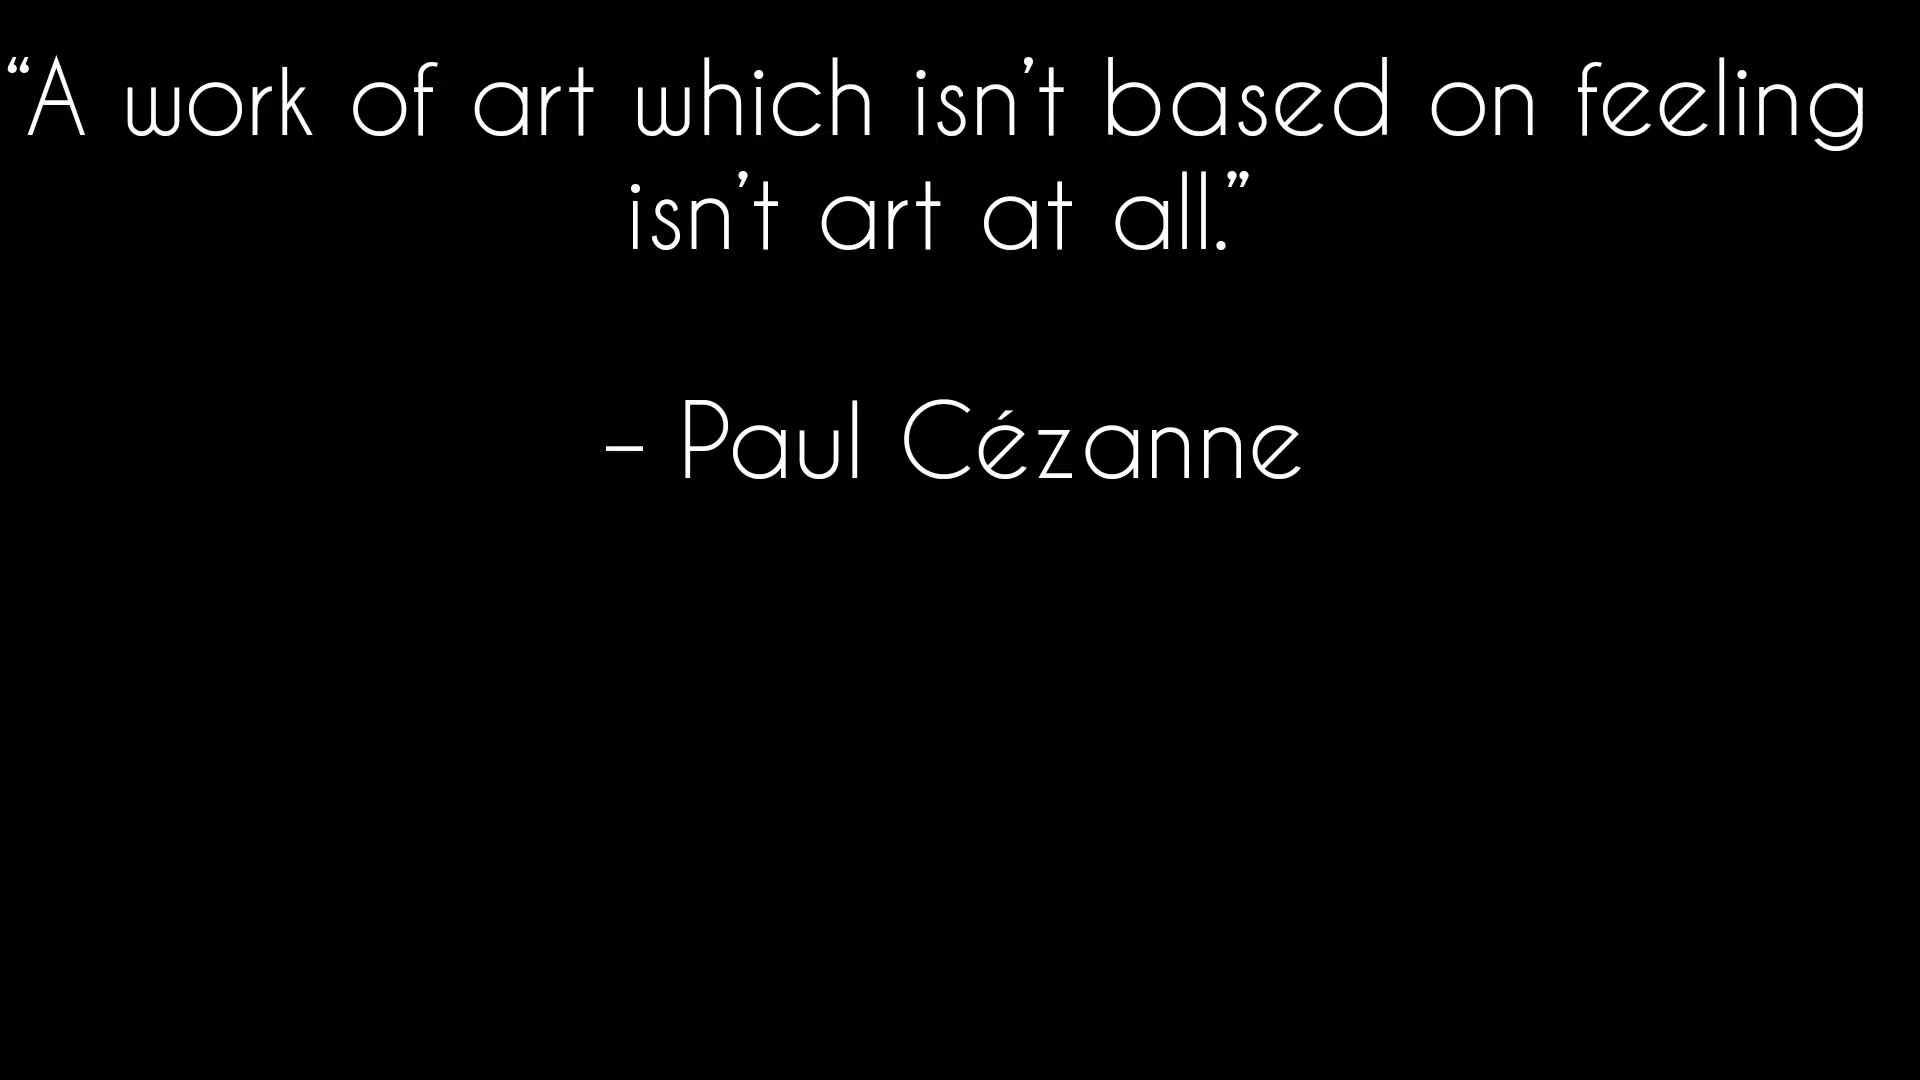 “A work of art which isn’t based on feeling
isn’t art at all.”
– Paul Cézanne